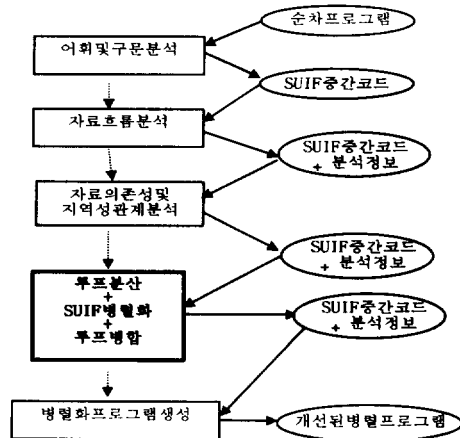 순차프로그램
어휘및구문분석
SUIF중간코드
자료흐름분석
SUIF중간코드
+ 분석정보
자료의존성및
지역성관계분석
SUIF중간코드
+ 분석정보
루프분산
+
SUIF병렬화
+
루프병합
SUIF중간코드
+ 분석정보
병렬화프로그램생성
개선된병렬프로그램